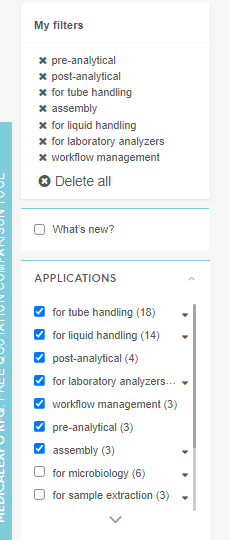 My filters
✖ pre-analytical
✖ post-analytical
✖ for tube handling
✖ assembly
✖ for liquid handling
✖ for laboratory analyzers
✖ workflow management
Delete all
What's new?
APPLICATIONS
for tube handling (18)
for liquid handling (14)
post-analytical (4)
for laboratory analyzers...
workflow management (3)
pre-analytical (3)
assembly (3)
for microbiology (6)
for sample extraction (3)
MEDICALEXPO RFQ: FREE QUOTATION COMPARISON TOOL